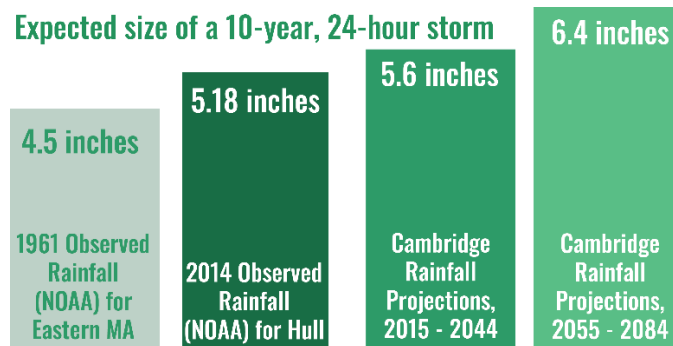 Expected size of a 10-year, 24-hour storm
4.5 inches
1961 Observed
Rainfall
(NOAA) for
Eastern MA
5.18 inches
2014 Observed
Rainfall
(NOAA) for Hull
5.6 inches
Cambridge
Rainfall
Projections,
2015 - 2044
6.4 inches
Cambridge
Rainfall
Projections,
2055 - 2084